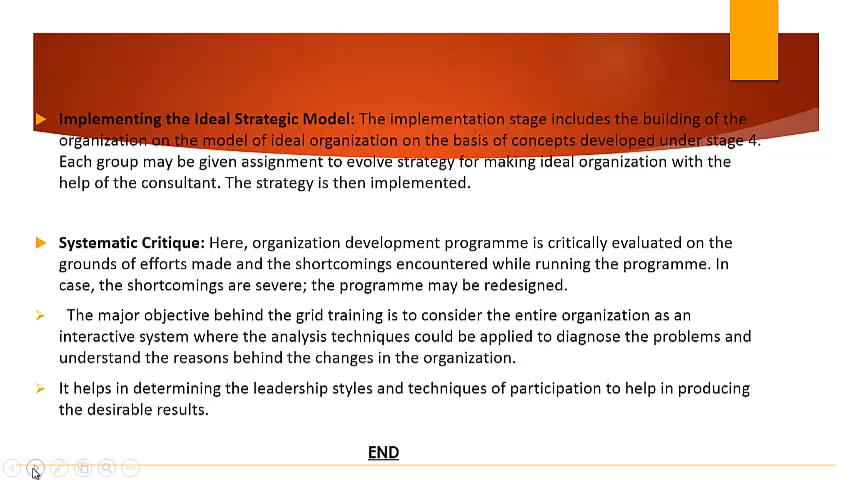 Implementing the Ideal Strategic Model: The implementation stage includes the building of the
organization on the model of ideal organization on the basis of concepts developed under stage 4.
Each group may be given assignment to evolve strategy for making ideal organization with the
help of the consultant. The strategy is then implemented.
Systematic Critique: Here, organization development programme is critically evaluated on the
grounds of efforts made and the shortcomings encountered while running the programme. In
case, the shortcomings are severe; the programme may be redesigned.
The major objective behind the grid training is to consider the entire organization as an
interactive system where the analysis techniques could be applied to diagnose the problems and
understand the reasons behind the changes in the organization.
It helps in determining the leadership styles and techniques of participation to help in producing
the desirable results.
END